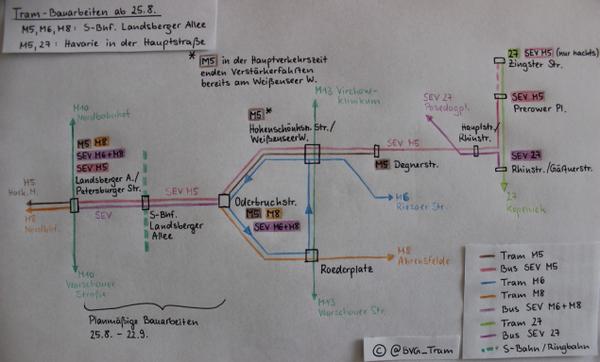 Tram-Bauarbeiten ab 25.8.
M5, M6, M8: S-Bhf. Landsberger Allee
M5, 27: Havarie in der Hauptstraße
* M5 in der Hauptverkehrszeit
enden Verstärkerfahrten
bereits am Weißenseer W.
27 SEV M5 (nur nachts)
Zingster Str.
SEV M5
Prerower Pl.
SEV 27
Hauptstr./
Rhinstr.
SEV 27
Rhinstr./Gärtnerstr.
27
Köpenick
M13 Virchow-
klinikum
M5 *
Hohenschönhsn. Str./
WeißenseerW.
SEV M5
M5 Degnerstr.
M10
Nordbahnhof
M5 M8
SEV M6+M8
SEV M5
Landsberger A./
Petersburger Str.
SEV M5
M5
Hack. M.
M8
Nordbhf.
SEV
S-Bhf.
Landsberger
Allee
Oderbruchstr.
M5 M8
SEV M6+M8
M6
Riesaer Str.
M8
Ahrensfelde
Roederplatz
M10
Warschauer
Straße
M13
Warschauer Str.
Planmäßige Bauarbeiten
25.8. – 22.9.
Tram M5
Bus SEV M5
Tram M6
Tram M8
Bus SEV M6+M8
Tram 27
Bus SEV 27
S-Bahn/Ringbahn
© @BVG_Tram